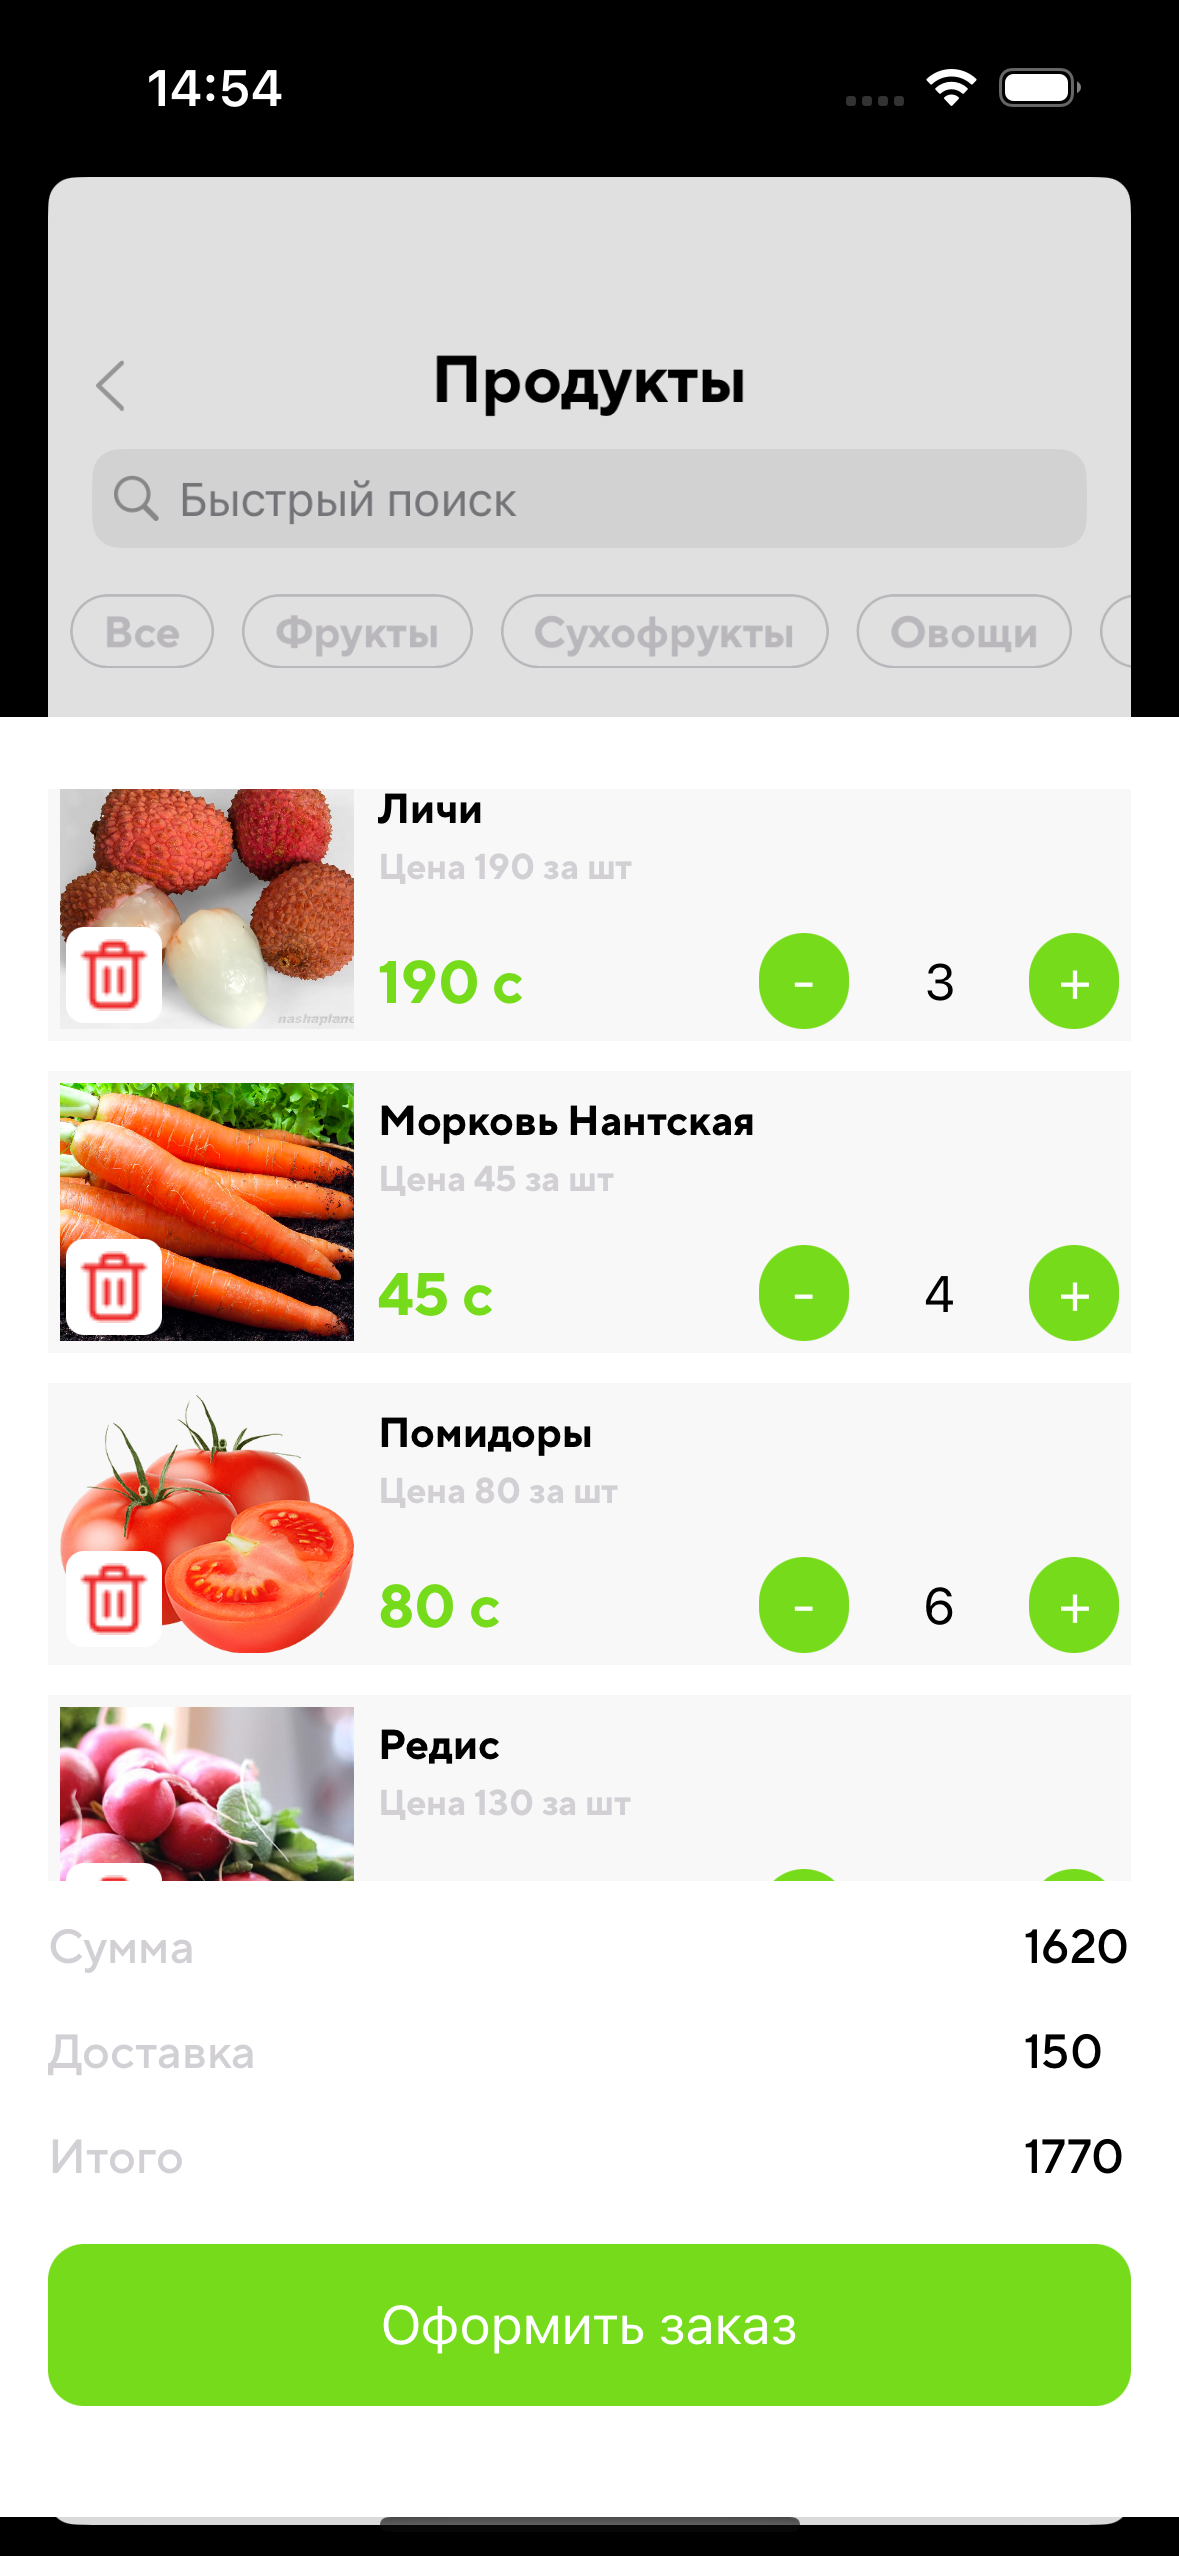 14:54
Продукты
Быстрый поиск
Все Фрукты Сухофрукты Овощи
Личи
Цена 190 за шт
190 с - 3 +
nashaplane
Морковь Нантская
Цена 45 за шт
45 с - 4 +
Помидоры
Цена 80 за шт
80 с - 6 +
Редис
Цена 130 за шт
Сумма 1620
Доставка 150
Итого 1770
Оформить заказ